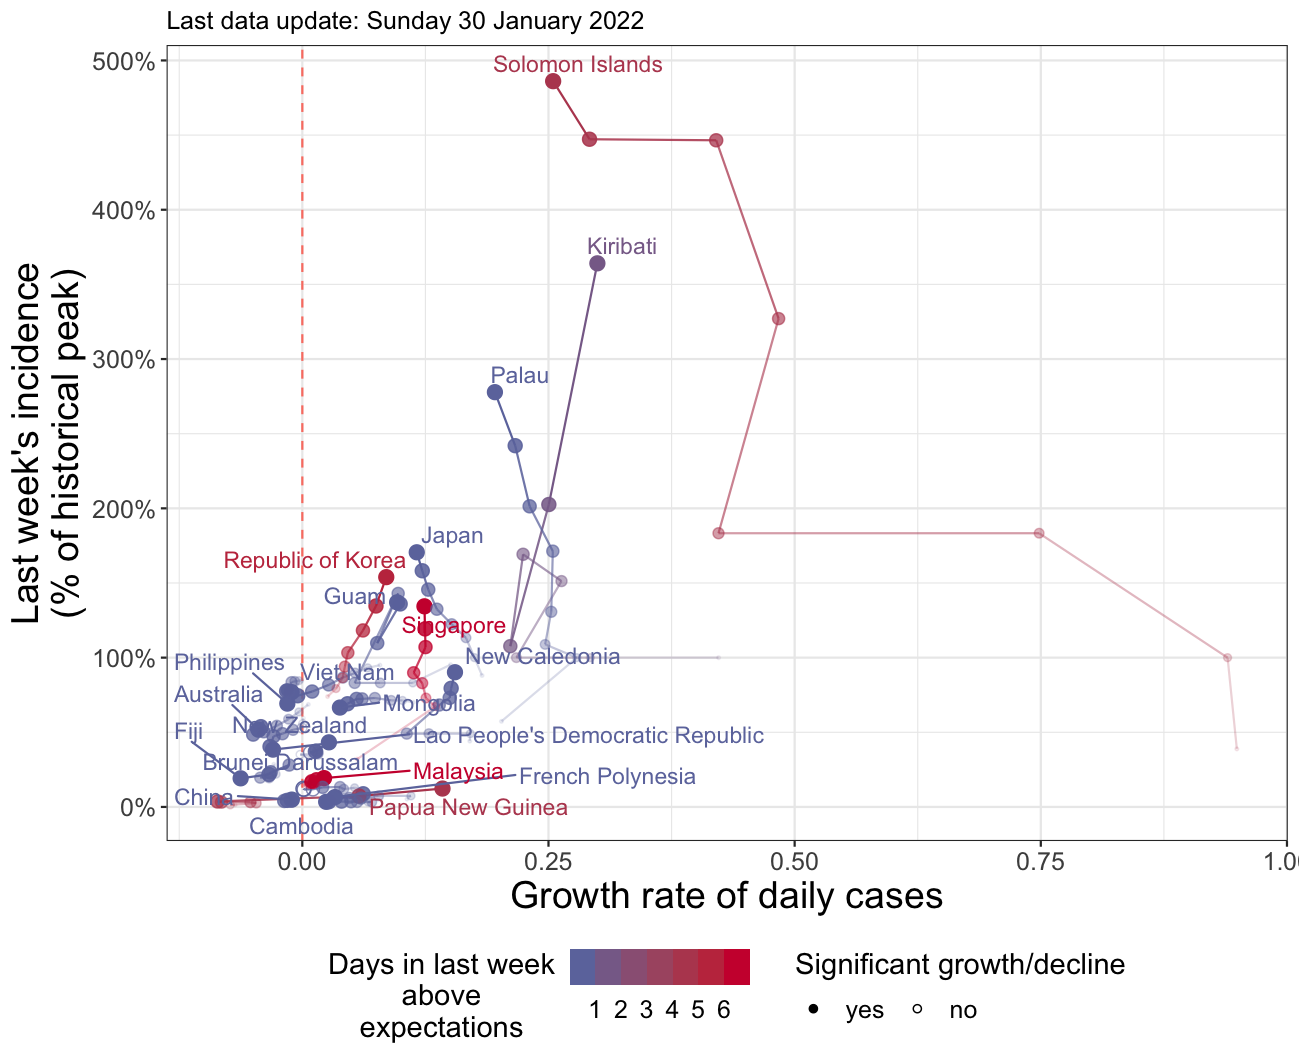 Last data update: Sunday 30 January 2022
Last week's incidence
(% of historical peak)
500%
400%
300%
200%
100%
0%
Solomon Islands
Kiribati
Palau
Japan
Republic of Korea
Guam
Singapore
New Caledonia
Philippines
Viet Nam
Australia
Mongolia
New Zealand
Fiji
Lao People's Democratic Republic
Brunei Darussalam
Malaysia
French Polynesia
China
Papua New Guinea
Cambodia
0.00 0.25 0.50 0.75 1.0
Growth rate of daily cases
Days in last week
above
expectations
1 2 3 4 5 6
Significant growth/decline
yes no